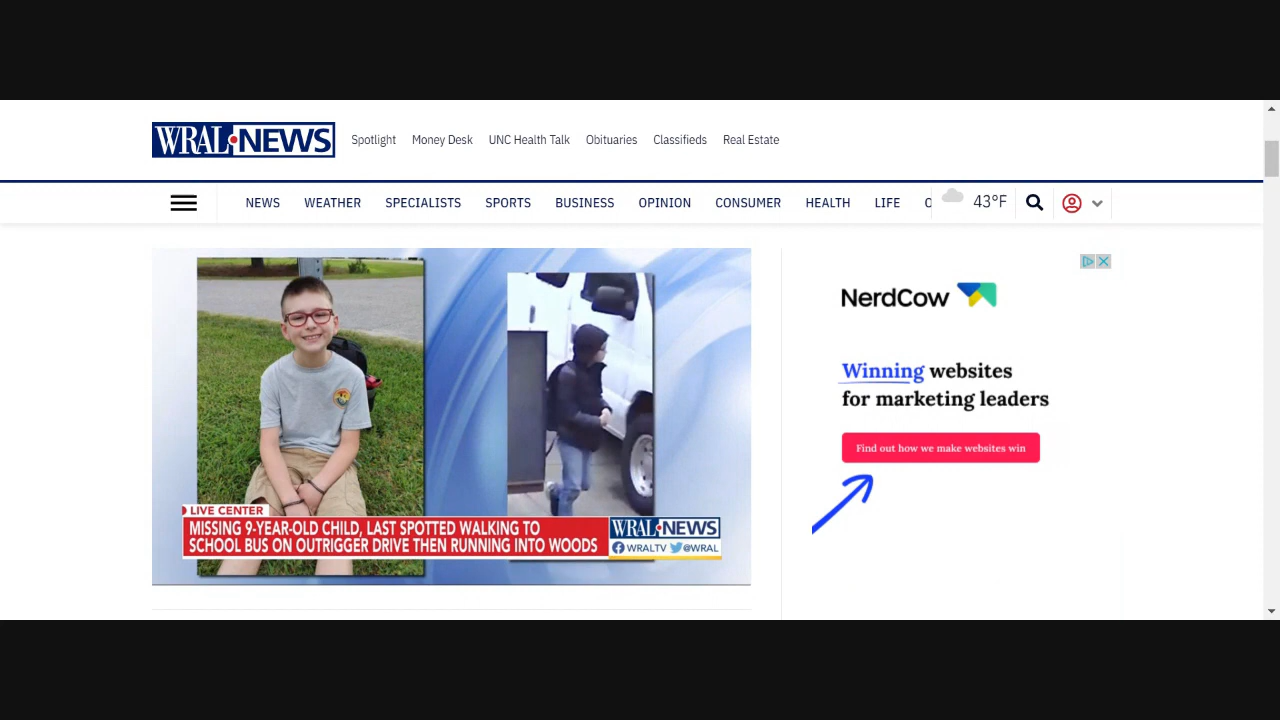 WRAL NEWS
Spotlight Money Desk UNC Health Talk Obituaries Classifieds Real Estate
NEWS WEATHER SPECIALISTS SPORTS BUSINESS OPINION CONSUMER HEALTH LIFE 43°F
LIVE CENTER
MISSING 9-YEAR-OLD CHILD, LAST SPOTTED WALKING TO
SCHOOL BUS ON OUTRIGGER DRIVE THEN RUNNING INTO WOODS
WRAL NEWS
WRALTV @WRAL
NerdCow
Winning websites
for marketing leaders
Find out how we make websites win